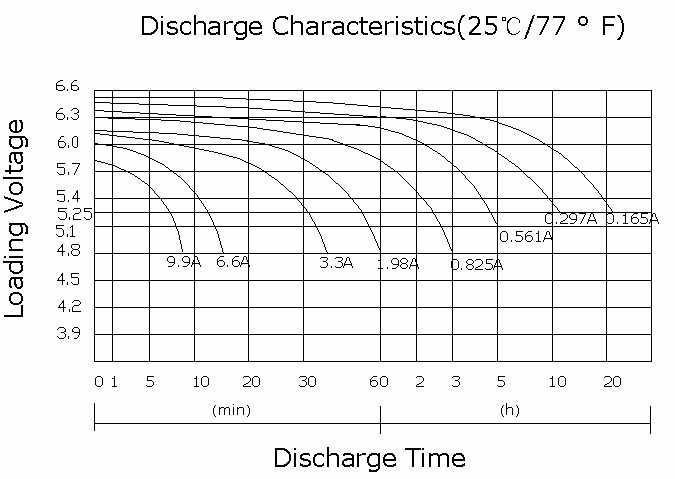 Discharge Characteristics(25℃/77 ° F)
Loading Voltage
6.6
6.3
6.0
5.7
5.4
5.25
5.1
4.8
4.5
4.2
3.9
0.297A 0.165A
0.561A
9.9A 6.6A 3.3A 1.98A 0.825A
0 1 5 10 20 30 60 2 3 5 10 20
(min) (h)
Discharge Time